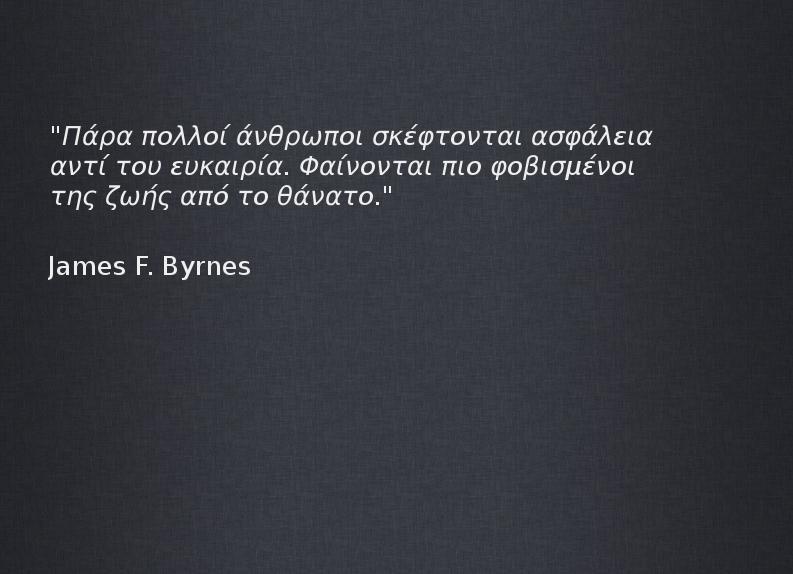 "Πάρα πολλοί άνθρωποι σκέφτονται ασφάλεια
αντί του ευκαιρία. Φαίνονται πιο φοβισμένοι
της ζωής από το θάνατο."
James F. Byrnes